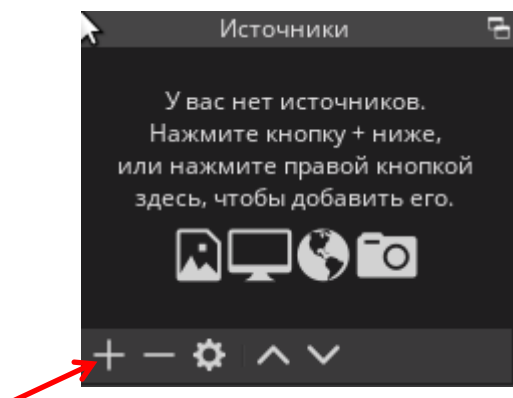 Источники
У вас нет источников.
Нажмите кнопку + ниже,
или нажмите правой кнопкой
здесь, чтобы добавить его.